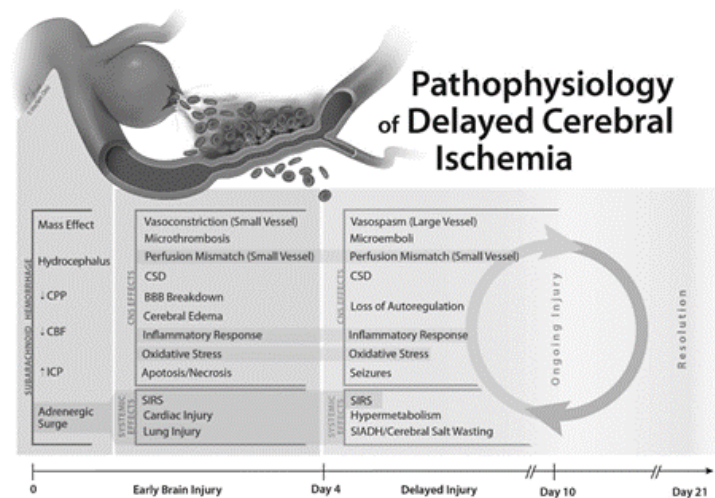 Pathophysiology
of Delayed Cerebral
Ischemia
SUBARACHNOID HEMORRHAGE
Mass Effect
Hydrocephalus
↓ CPP
↓ CBF
↑ ICP
Adrenergic
Surge
CNS EFFECTS
Vasoconstriction (Small Vessel)
Microthrombosis
Perfusion Mismatch (Small Vessel)
CSD
BBB Breakdown
Cerebral Edema
Inflammatory Response
Oxidative Stress
Apotosis/Necrosis
SYSTEMIC
EFFECTS
SIRS
Cardiac Injury
Lung Injury
CNS EFFECTS
Vasospasm (Large Vessel)
Microemboli
Perfusion Mismatch (Small Vessel)
CSD
Loss of Autoregulation
Inflammatory Response
Oxidative Stress
Seizures
SYSTEMIC
EFFECTS
SIRS
Hypermetabolism
SIADH/Cerebral Salt Wasting
Ongoing Injury
Resolution
0
Early Brain Injury
Day 4
Delayed Injury
Day 10
Day 21